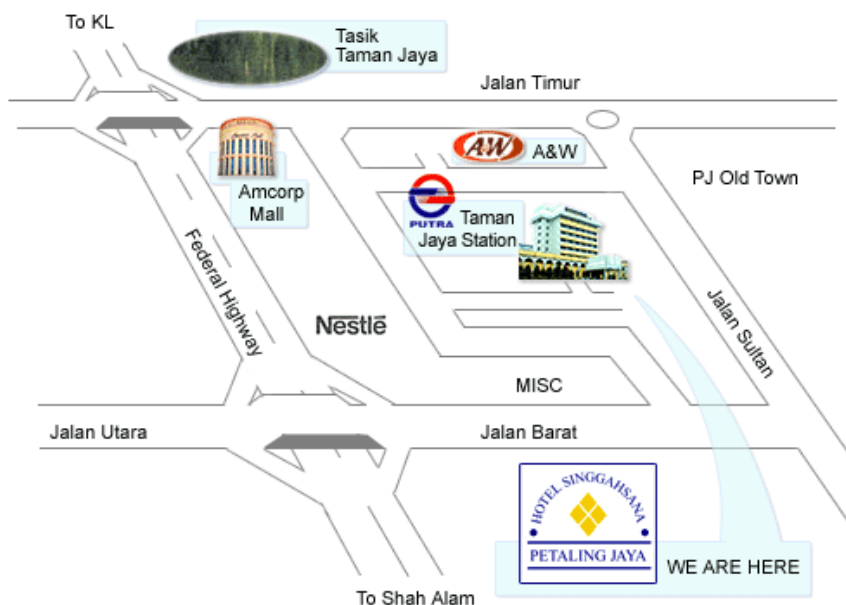 To KL
Tasik
Taman Jaya
Jalan Timur
A&W
A&W
PJ Old Town
Amcorp
Mall
PUTRA
Taman
Jaya Station
Federal Highway
Nestlé
Jalan Sultan
MISC
Jalan Utara
Jalan Barat
HOTEL SINGGAHSANA
PETALING JAYA
WE ARE HERE
To Shah Alam